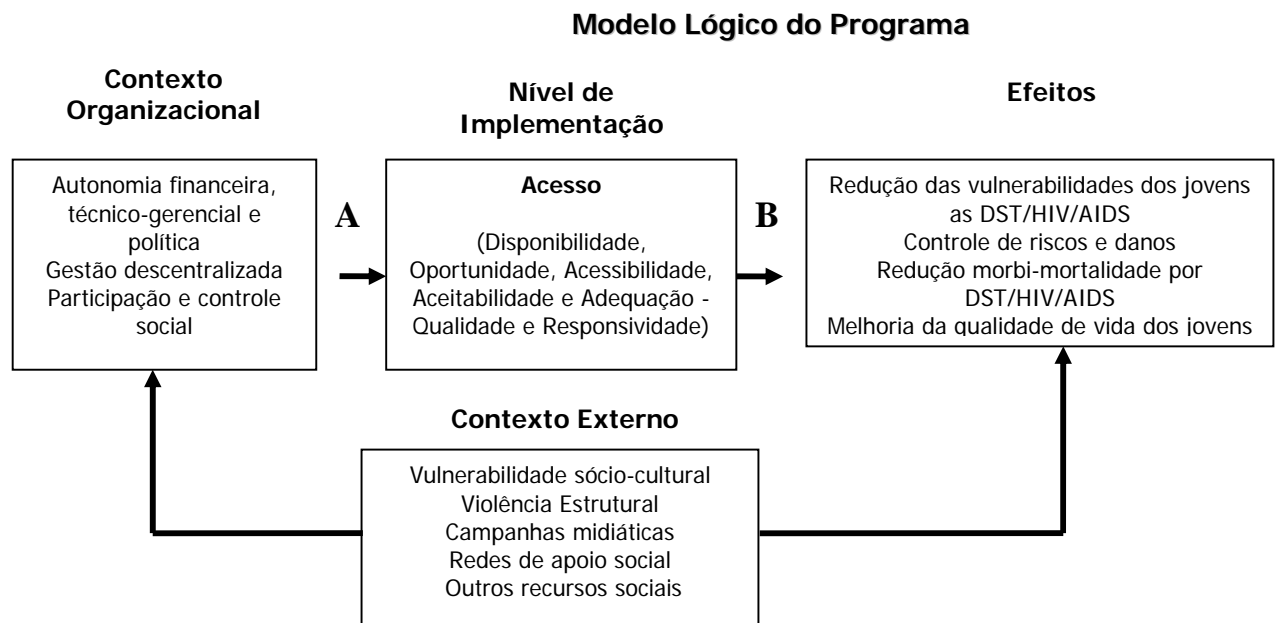 Modelo Lógico do Programa
Contexto
Organizacional
Autonomia financeira,
técnico-gerencial e
política
Gestão descentralizada
Participação e controle
social
A
Nível de
Implementação
Acesso
(Disponibilidade,
Oportunidade, Acessibilidade,
Aceitabilidade e Adequação -
Qualidade e Responsividade)
B
Efeitos
Redução das vulnerabilidades dos jovens
as DST/HIV/AIDS
Controle de riscos e danos
Redução morbi-mortalidade por
DST/HIV/AIDS
Melhoria da qualidade de vida dos jovens
Contexto Externo
Vulnerabilidade sócio-cultural
Violência Estrutural
Campanhas midiáticas
Redes de apoio social
Outros recursos sociais